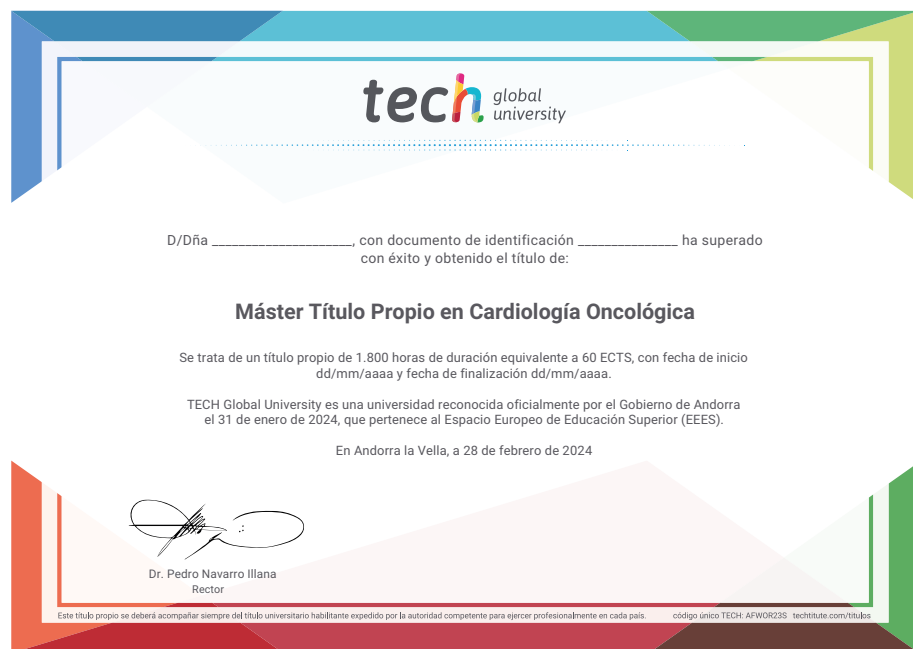 tech global
university
D/Dña _____________________, con documento de identificación _______________ ha superado
con éxito y obtenido el título de:
Máster Título Propio en Cardiología Oncológica
Se trata de un título propio de 1.800 horas de duración equivalente a 60 ECTS, con fecha de inicio
dd/mm/aaaa y fecha de finalización dd/mm/aaaa.
TECH Global University es una universidad reconocida oficialmente por el Gobierno de Andorra
el 31 de enero de 2024, que pertenece al Espacio Europeo de Educación Superior (EEES).
En Andorra la Vella, a 28 de febrero de 2024
Dr. Pedro Navarro Illana
Rector
Este título propio se deberá acompañar siempre del título universitario habilitante expedido por la autoridad competente para ejercer profesionalmente en cada país. código único TECH: AFWOR23S techtitute.com/titulos